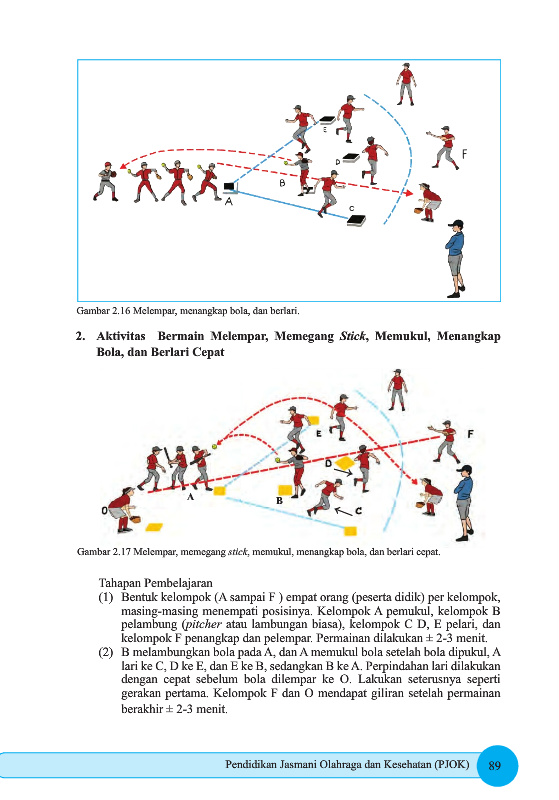 E
D
F
B
A
C
Gambar 2.16 Melempar, menangkap bola, dan berlari.
2. Aktivitas Bermain Melempar, Memegang Stick, Memukul, Menangkap
Bola, dan Berlari Cepat
E
F
D
A
B
O
C
Gambar 2.17 Melempar, memegang stick, memukul, menangkap bola, dan berlari cepat.
Tahapan Pembelajaran
(1) Bentuk kelompok (A sampai F ) empat orang (peserta didik) per kelompok,
masing-masing menempati posisinya. Kelompok A pemukul, kelompok B
pelambung (pitcher atau lambungan biasa), kelompok C D, E pelari, dan
kelompok F penangkap dan pelempar. Permainan dilakukan ± 2-3 menit.
(2) B melambungkan bola pada A, dan A memukul bola setelah bola dipukul, A
lari ke C, D ke E, dan E ke B, sedangkan B ke A. Perpindahan lari dilakukan
dengan cepat sebelum bola dilempar ke O. Lakukan seterusnya seperti
gerakan pertama. Kelompok F dan O mendapat giliran setelah permainan
berakhir ± 2-3 menit.
Pendidikan Jasmani Olahraga dan Kesehatan (PJOK) 89